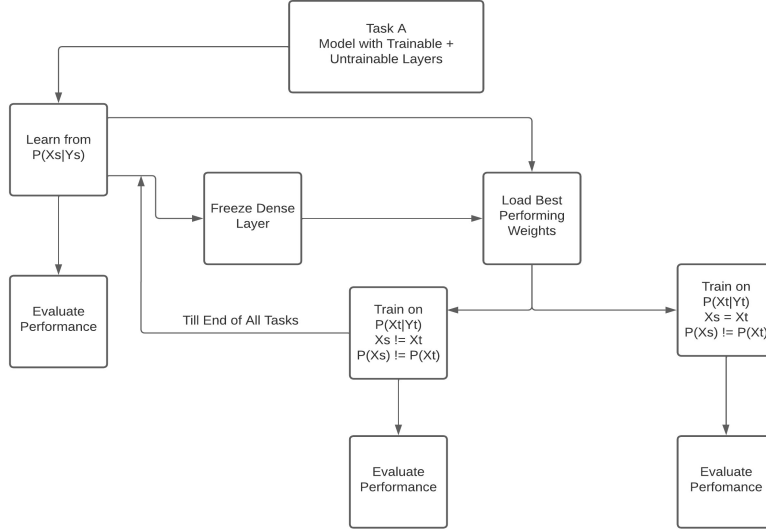 Task A
Model with Trainable +
Untrainable Layers
Learn from
P(Xs|Ys)
Freeze Dense
Layer
Load Best
Performing
Weights
Evaluate
Performance
Till End of All Tasks
Train on
P(Xt|Yt)
Xs != Xt
P(Xs) != P(Xt)
Train on
P(Xt|Yt)
Xs = Xt
P(Xs) != P(Xt)
Evaluate
Performance
Evaluate
Perfomance